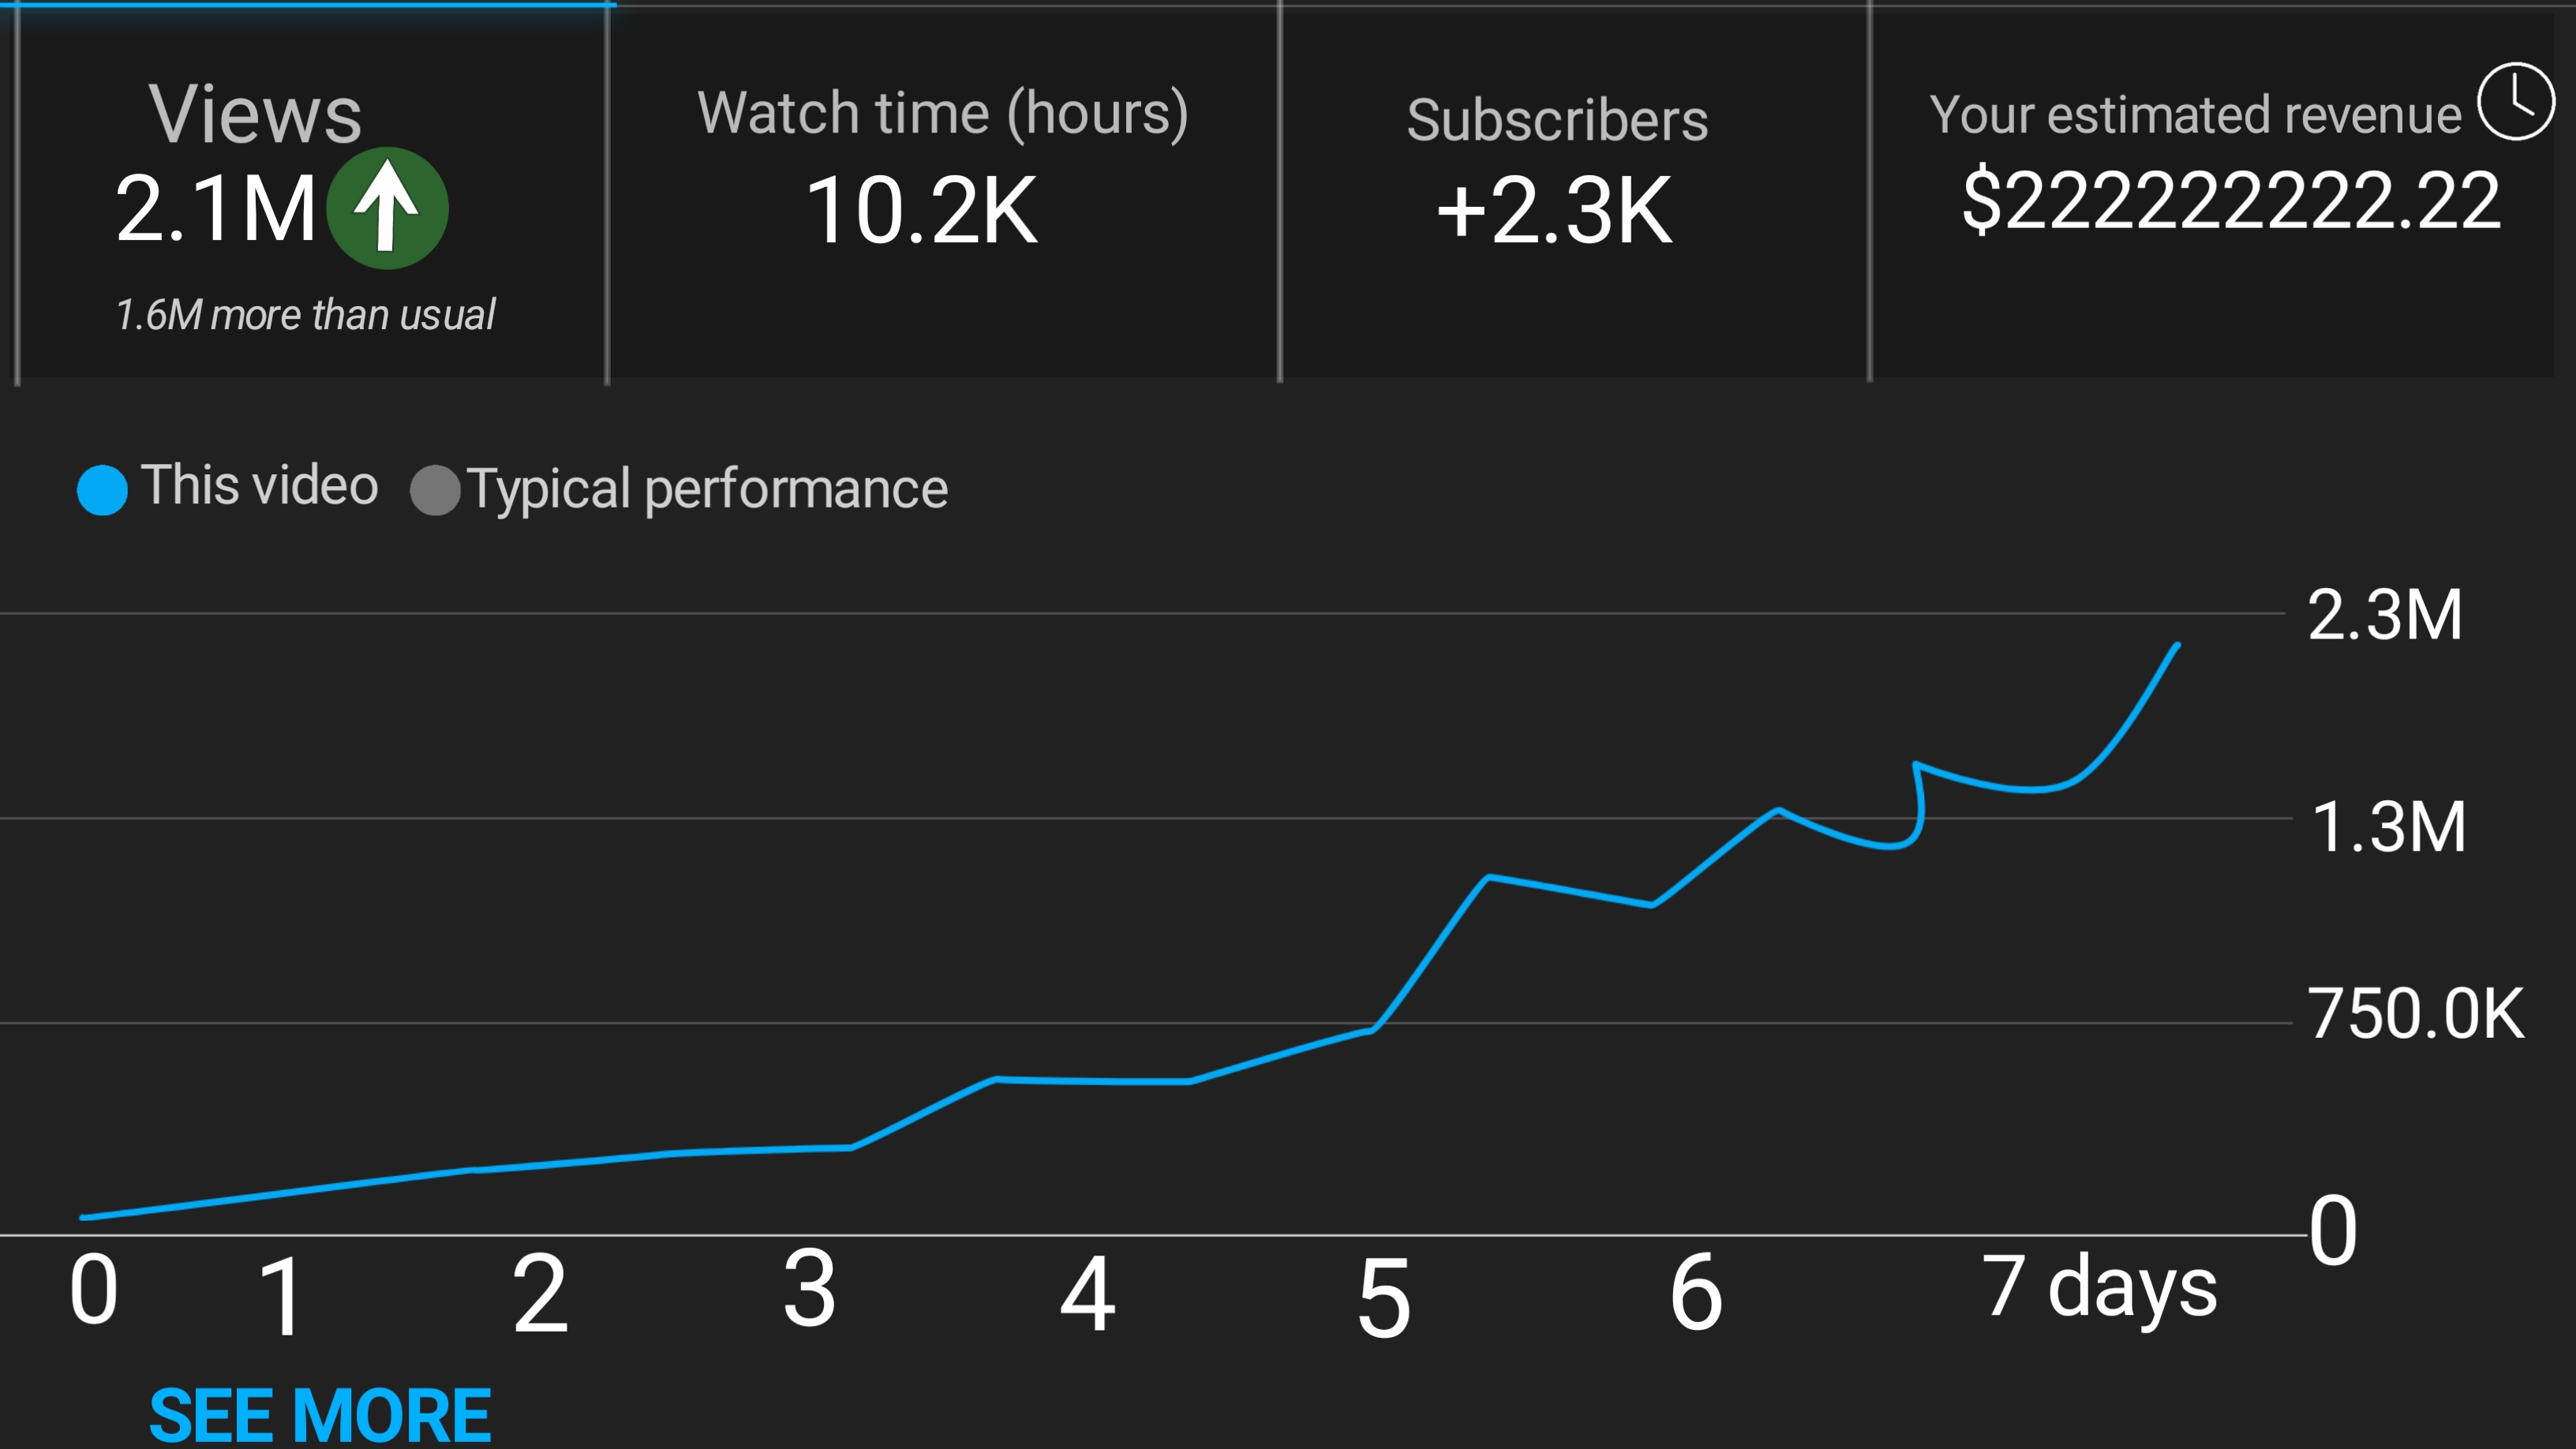 Views
2.1M
1.6M more than usual
Watch time (hours)
10.2K
Subscribers
+2.3K
Your estimated revenue
$222222222.22
This video
Typical performance
2.3M
1.3M
750.0K
0
0 1 2 3 4 5 6 7 days
SEE MORE